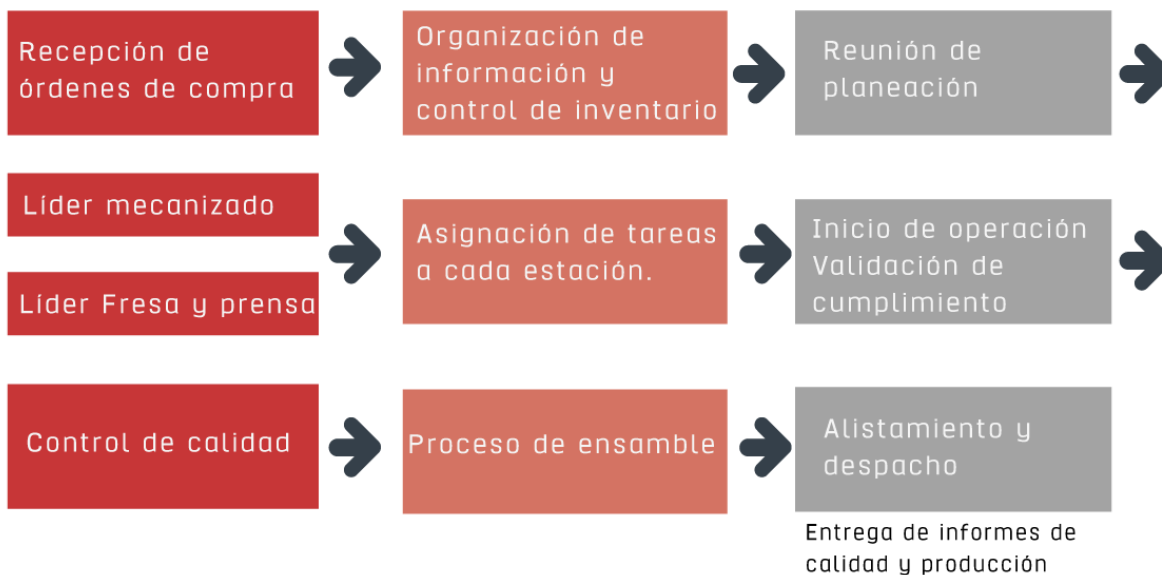 Recepción de
órdenes de compra
Organización de
información y
control de inventario
Reunión de
planeación
Líder mecanizado
Líder Fresa y prensa
Asignación de tareas
a cada estación.
Inicio de operación
Validación de
cumplimiento
Control de calidad
Proceso de ensamble
Alistamiento y
despacho
Entrega de informes de
calidad y producción